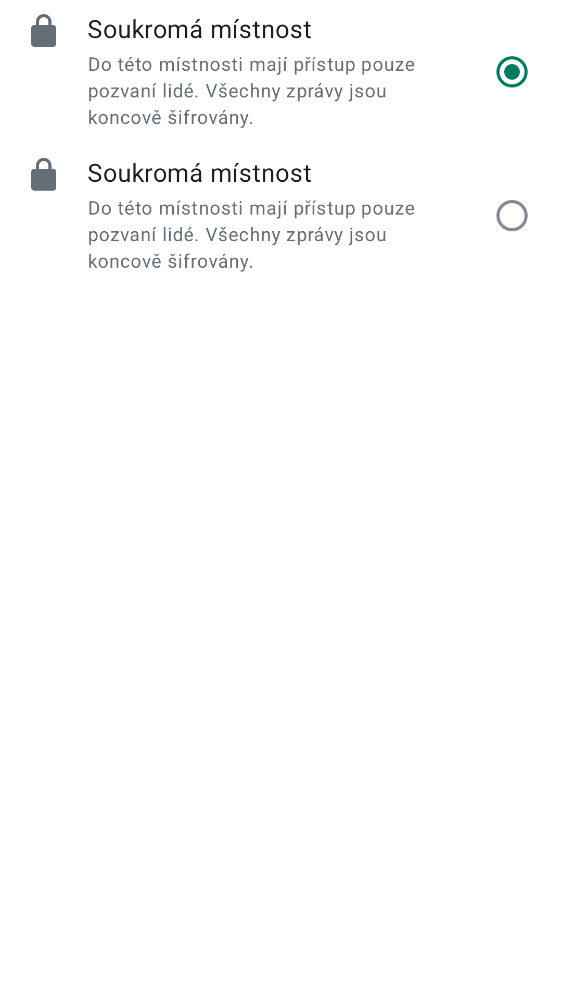 Soukromá místnost
Do této místnosti mají přístup pouze
pozvaní lidé. Všechny zprávy jsou
koncově šifrovány.
Soukromá místnost
Do této místnosti mají přístup pouze
pozvaní lidé. Všechny zprávy jsou
koncově šifrovány.